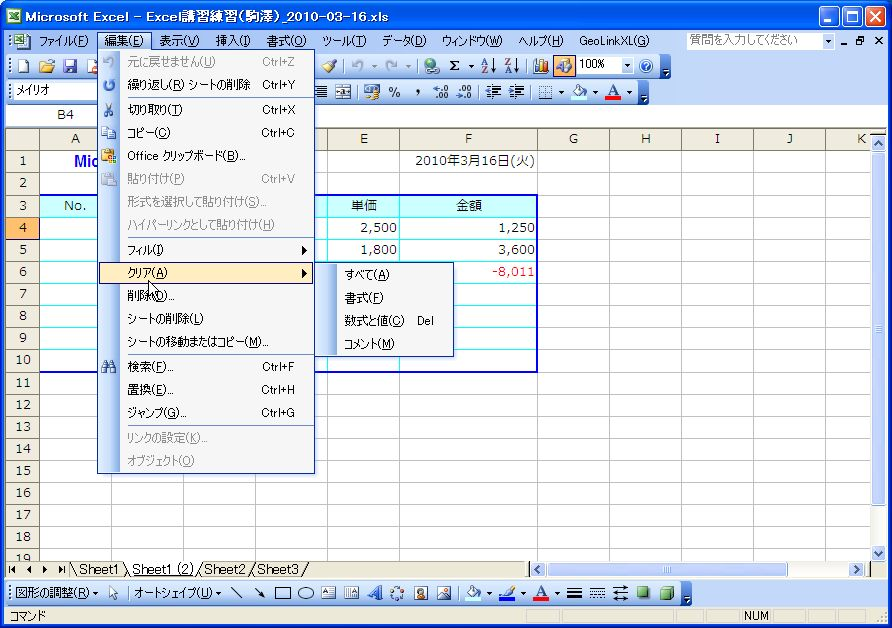 Microsoft Excel - Excel講習練習(駒澤)_2010-03-16.xls
ファイル(F) 編集(E) 表示(V) 挿入(I) 書式(O) ツール(T) データ(D) ウィンドウ(W) ヘルプ(H) GeoLinkXL(G) 質問を入力してください
100%
メイリオ
B4
元に戻せません(U) Ctrl+Z
繰り返し(R) シートの削除 Ctrl+Y
切り取り(T) Ctrl+X
コピー(C) Ctrl+C
Office クリップボード(B)...
貼り付け(P) Ctrl+V
形式を選択して貼り付け(S)...
ハイパーリンクとして貼り付け(H)
フィル(I)
クリア(A)
削除(D)...
シートの削除(L)
シートの移動またはコピー(M)...
検索(F)... Ctrl+F
置換(E)... Ctrl+H
ジャンプ(G)... Ctrl+G
リンクの設定(K)...
オブジェクト(O)
すべて(A)
書式(F)
数式と値(C) Del
コメント(M)
A E F G H I J K
1 Mic 2010年3月16日(火)
2
3 No. 単価 金額
4 2,500 1,250
5 1,800 3,600
6 -8,011
7
8
9
10
11
12
13
14
15
16
17
18
19
Sheet1 Sheet1 (2) Sheet2 Sheet3
図形の調整(R) オートシェイプ(U)
コマンド NUM